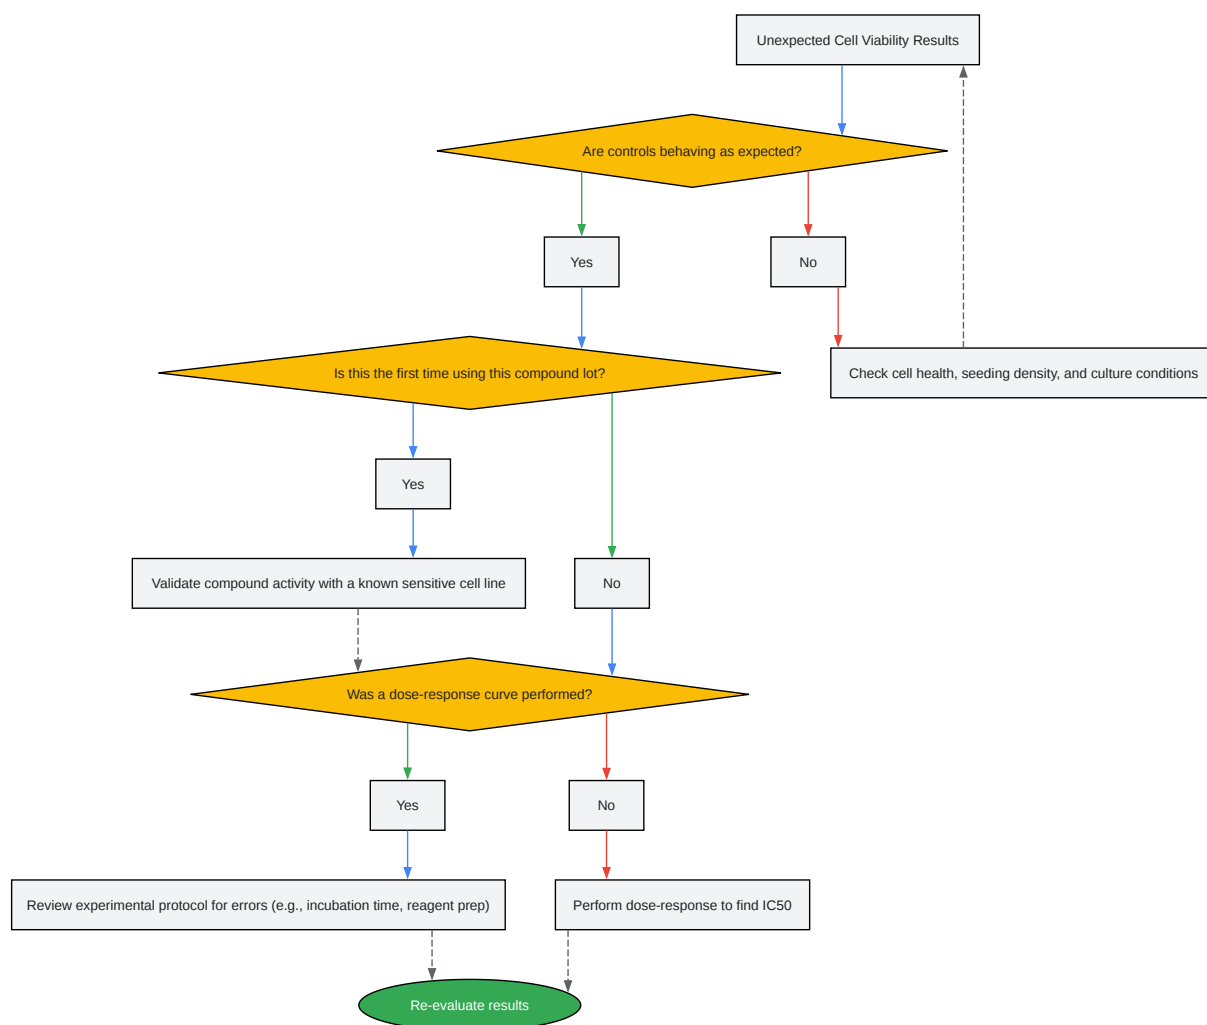 Unexpected Cell Viability Results
Are controls behaving as expected?
Yes
No
Is this the first time using this compound lot?
Check cell health, seeding density, and culture conditions
Yes
Validate compound activity with a known sensitive cell line
No
Was a dose-response curve performed?
Yes
No
Review experimental protocol for errors (e.g., incubation time, reagent prep)
Perform dose-response to find IC50
Re-evaluate results